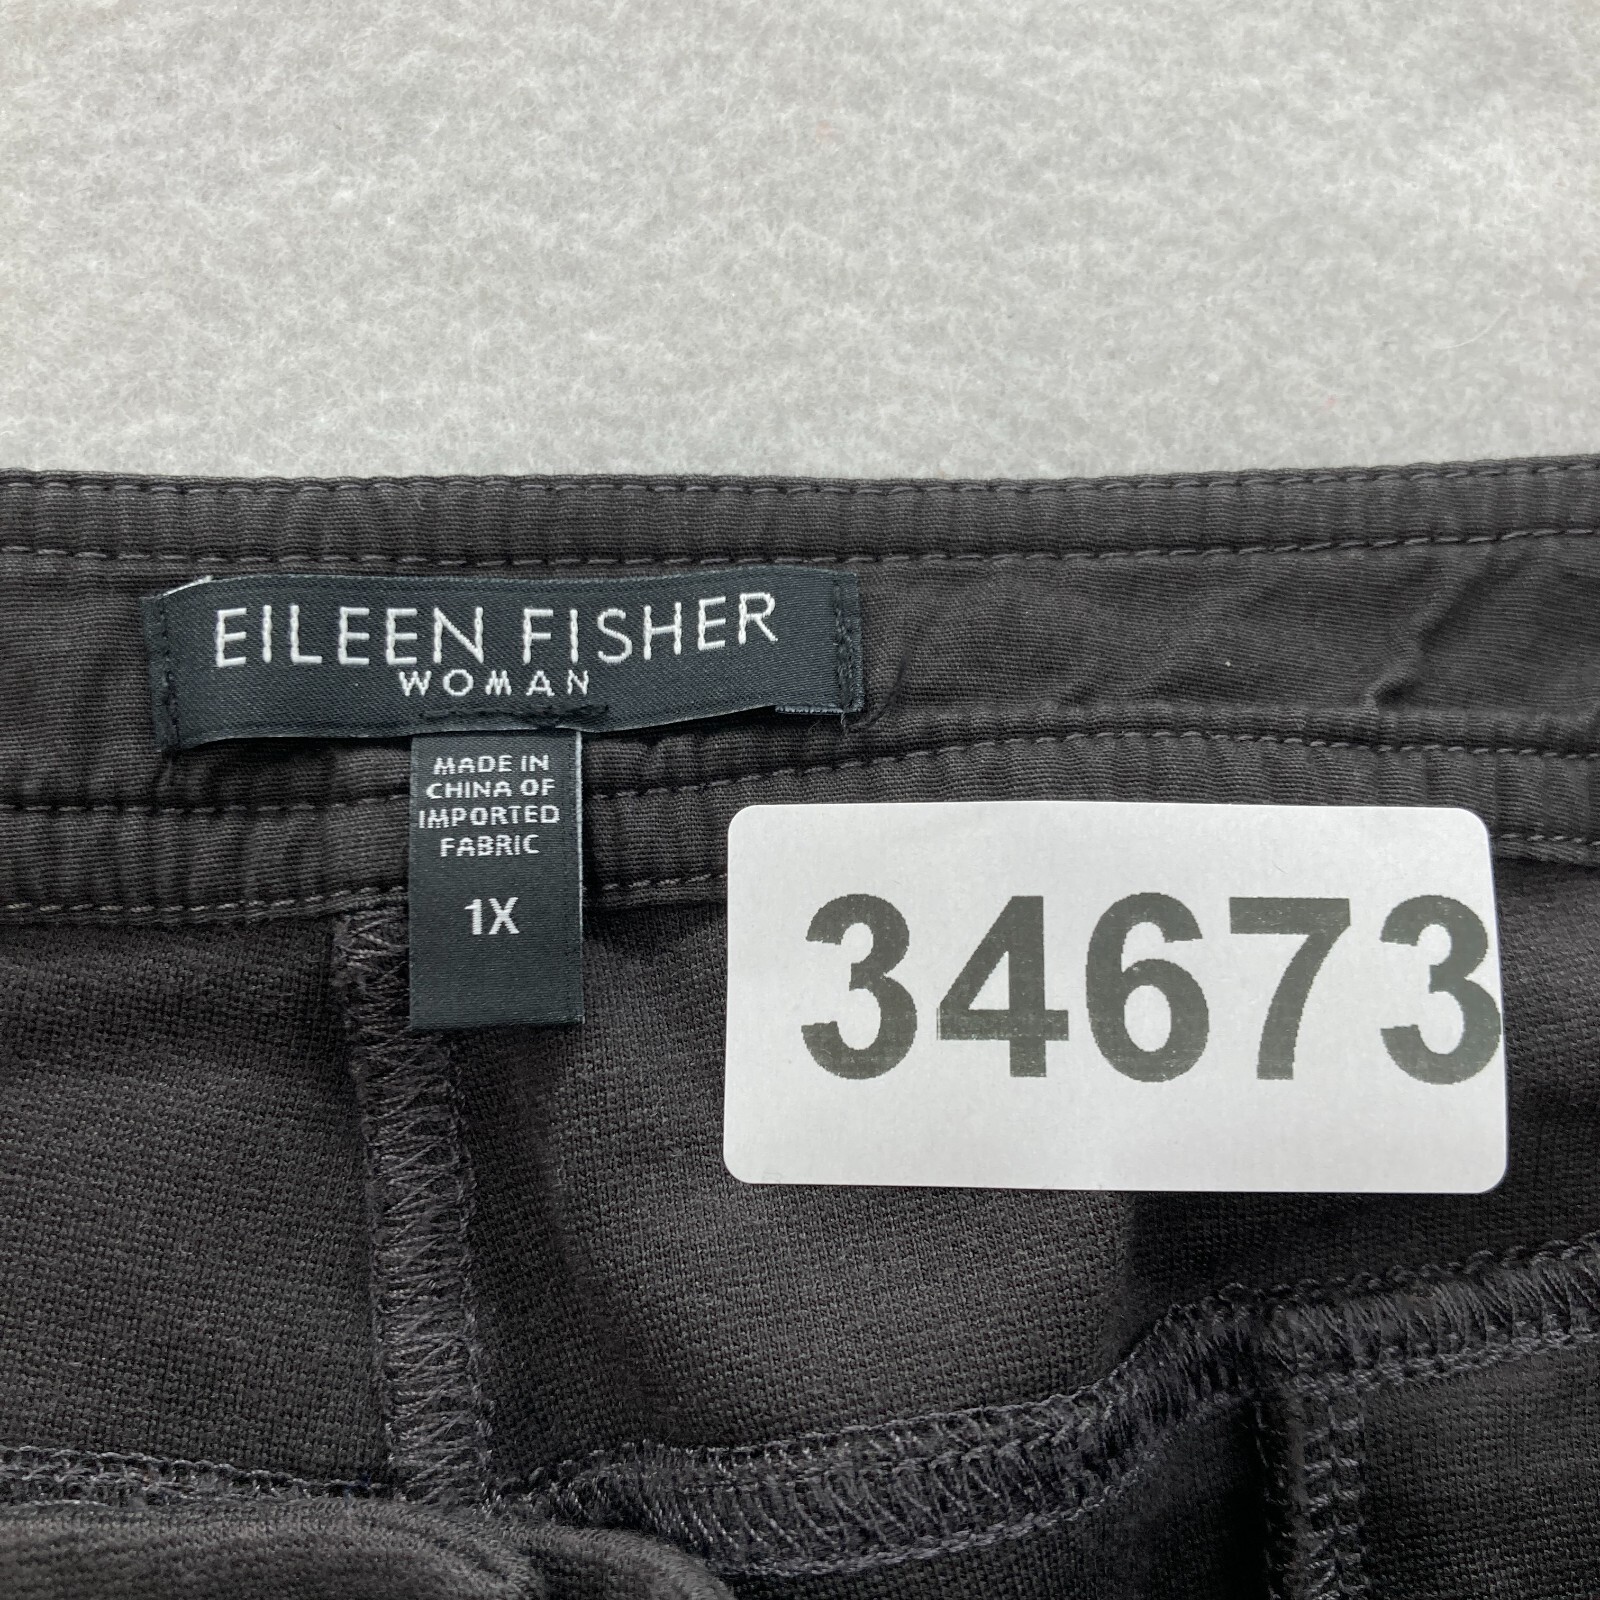 EILEEN FISHER
WOMAN
MADE IN
CHINA OF
IMPORTED
FABRIC
1X
34673